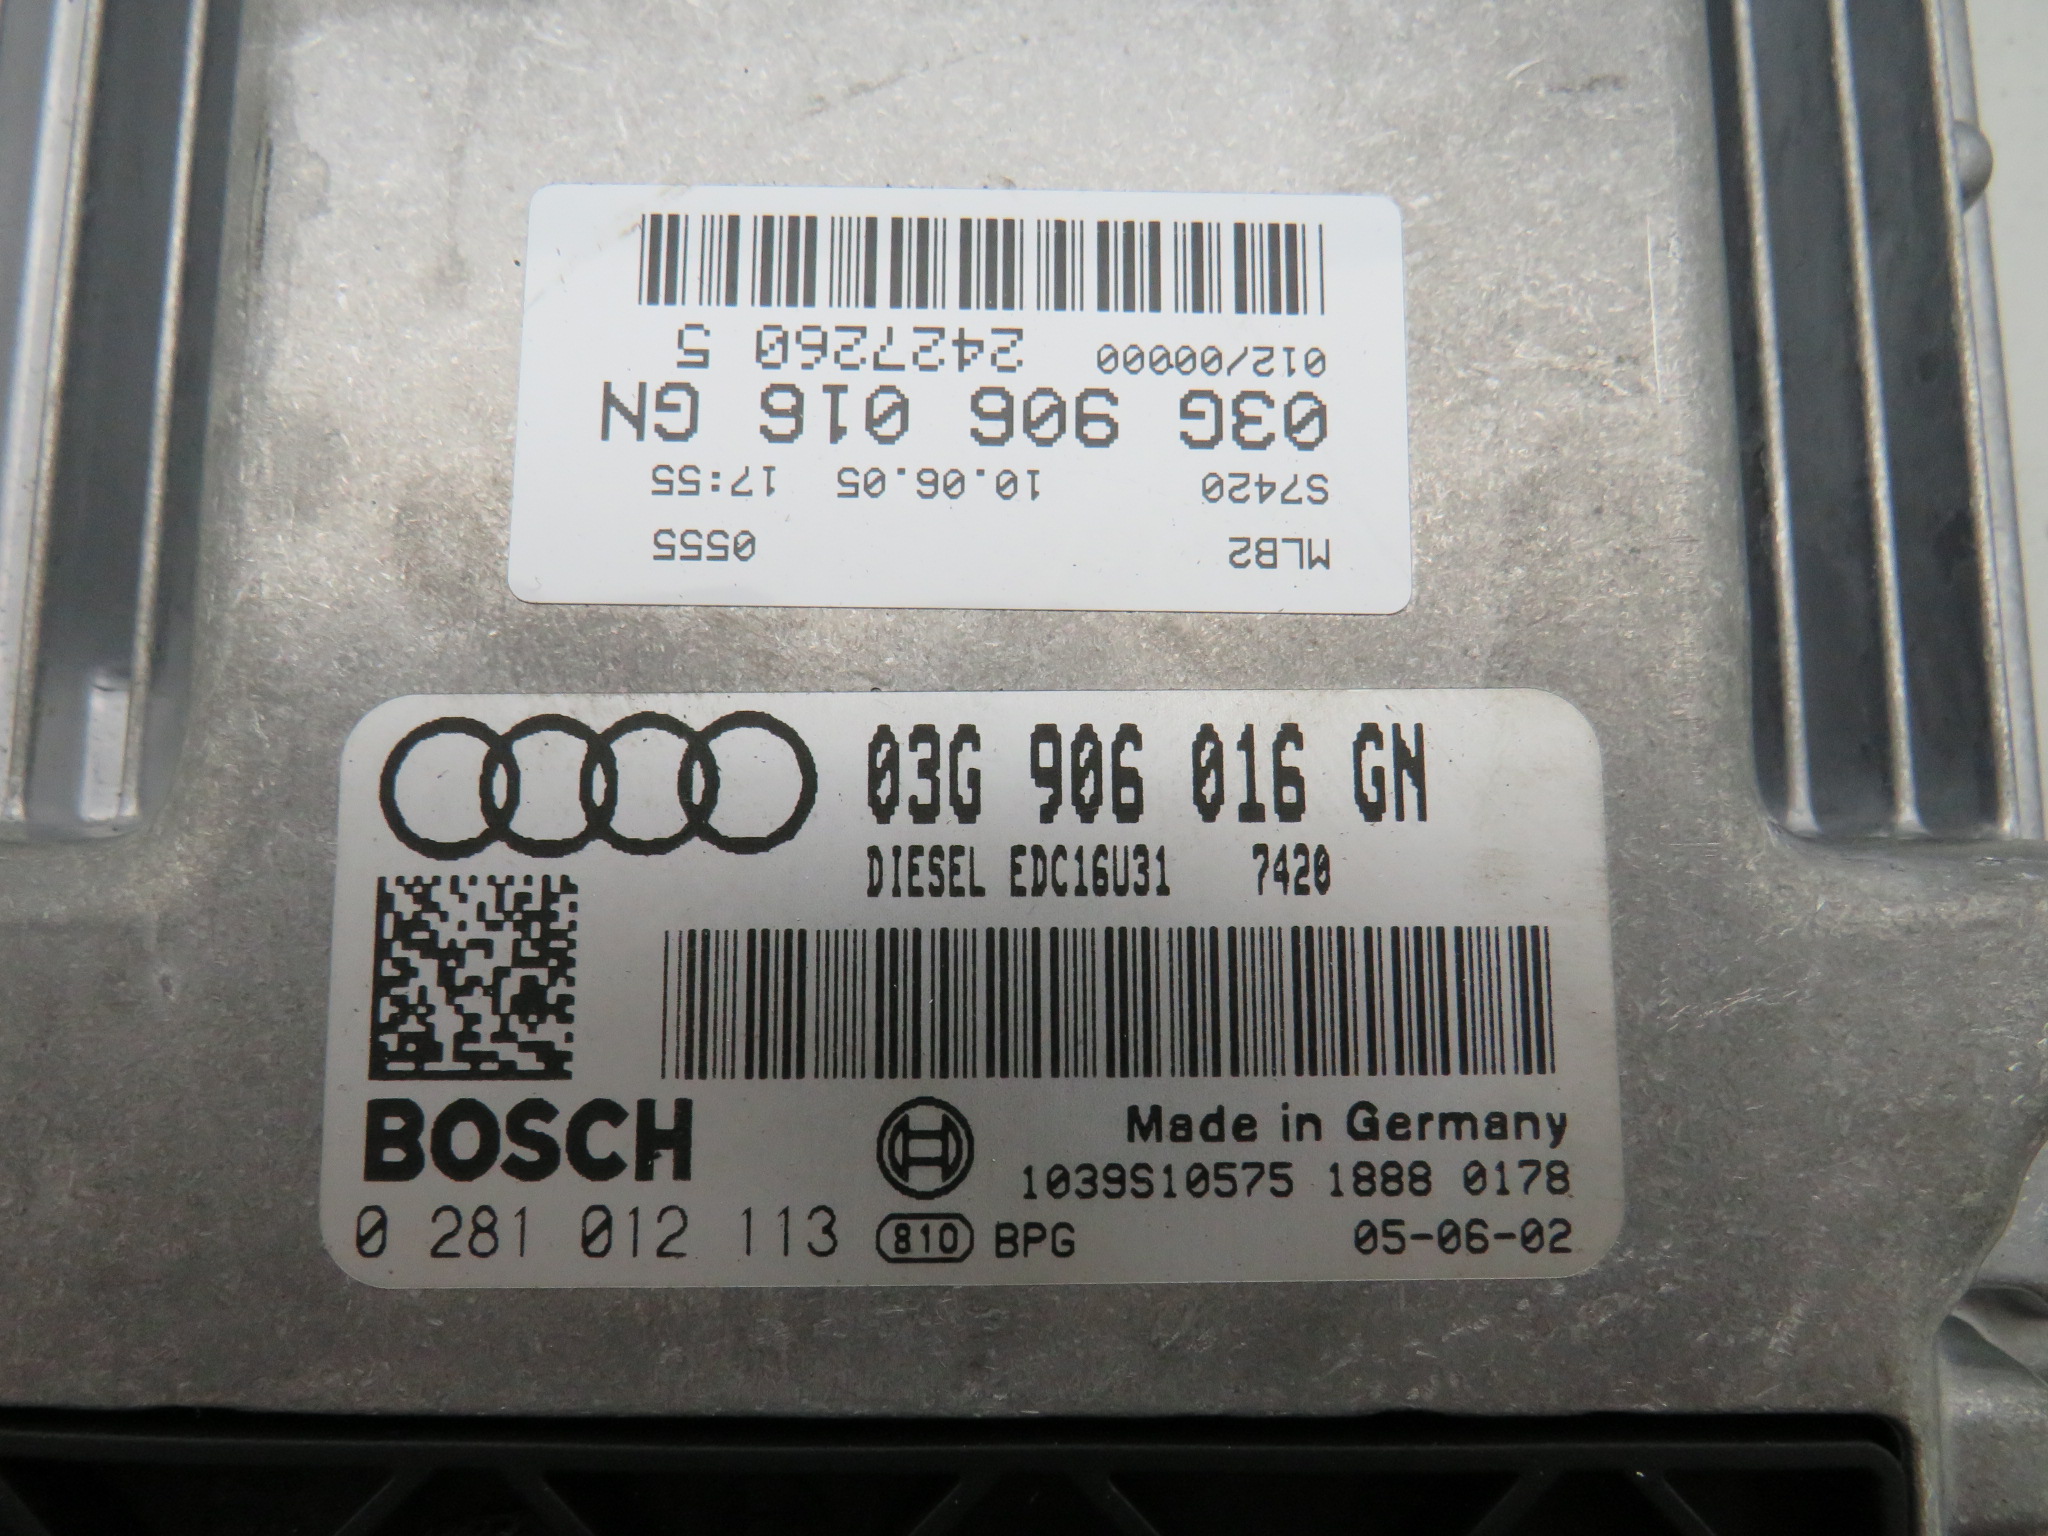 MLB2 0555
S7420 10.06.05 17:55
03G 906 016 GN
012/00000 2427260 5
03G 906 016 GN
DIESEL EDC16U31 7420
BOSCH
Made in Germany
1039S10575 1888 0178
0 281 012 113 810 BPG 05-06-02